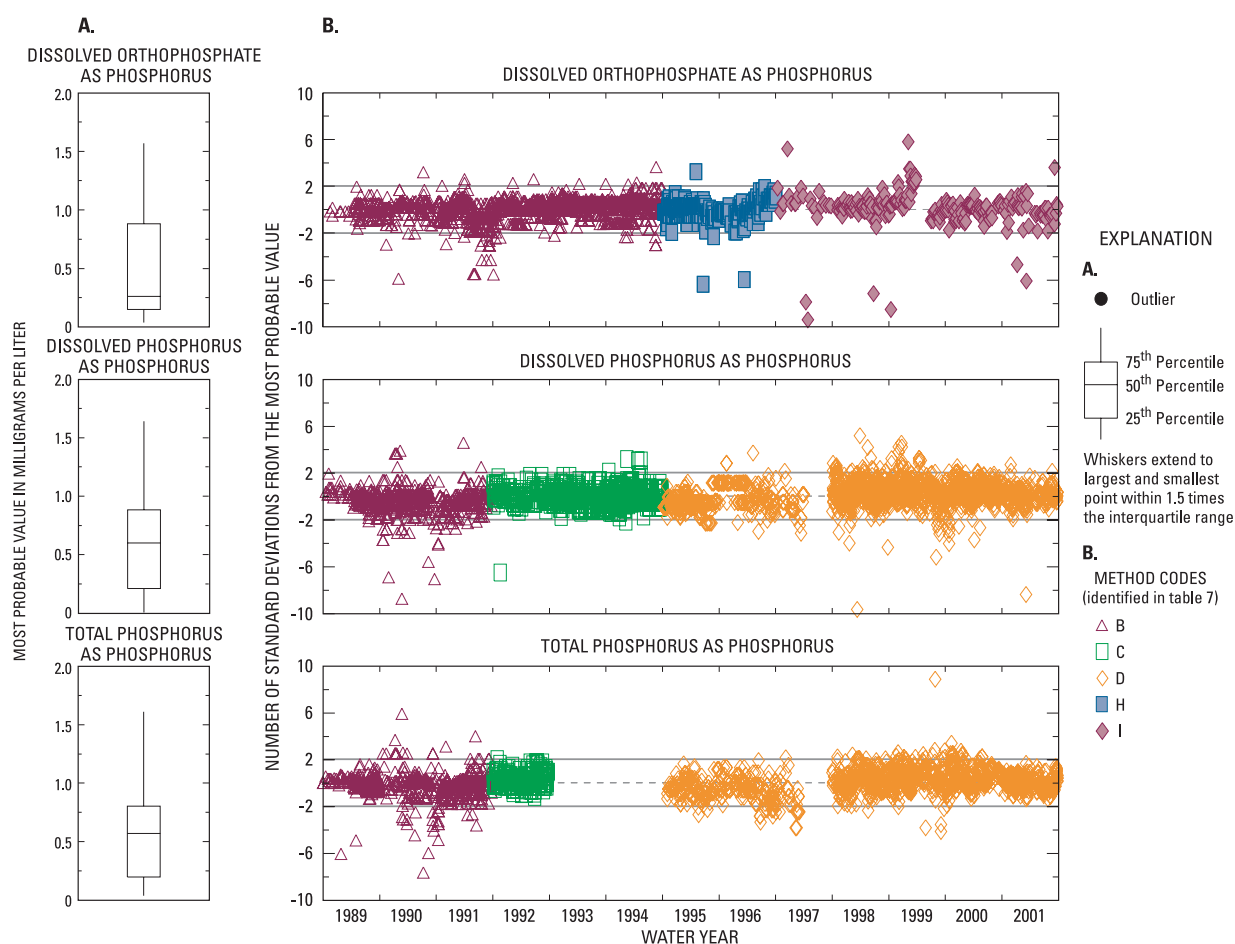 A.
B.
DISSOLVED ORTHOPHOSPHATE
AS PHOSPHORUS
2.0
1.5
1.0
0.5
0
DISSOLVED PHOSPHORUS
AS PHOSPHORUS
2.0
1.5
1.0
0.5
0
TOTAL PHOSPHORUS
AS PHOSPHORUS
2.0
1.5
1.0
0.5
0
MOST PROBABLE VALUE IN MILLIGRAMS PER LITER
NUMBER OF STANDARD DEVIATIONS FROM THE MOST PROBABLE VALUE
DISSOLVED ORTHOPHOSPHATE AS PHOSPHORUS
10
6
2
-2
-6
-10
DISSOLVED PHOSPHORUS AS PHOSPHORUS
10
6
2
-2
-6
-10
TOTAL PHOSPHORUS AS PHOSPHORUS
10
6
2
-2
-6
-10
1989 1990 1991 1992 1993 1994 1995 1996 1997 1998 1999 2000 2001
WATER YEAR
EXPLANATION
A.
Outlier
75th Percentile
50th Percentile
25th Percentile
Whiskers extend to
largest and smallest
point within 1.5 times
the interquartile range
B.
METHOD CODES
(identified in table 7)
B
C
D
H
I